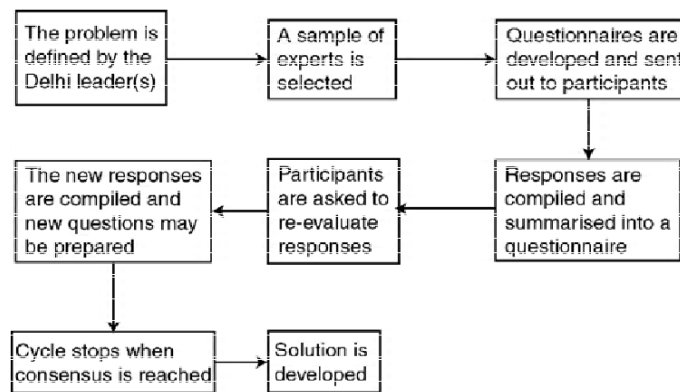 The problem is
defined by the
Delhi leader(s)
A sample of
experts is
selected
Questionnaires are
developed and sent
out to participants
Responses are
compiled and
summarised into a
questionnaire
Participants
are asked to
re-evaluate
responses
The new responses
are compiled and
new questions may
be prepared
Cycle stops when
consensus is reached
Solution is
developed